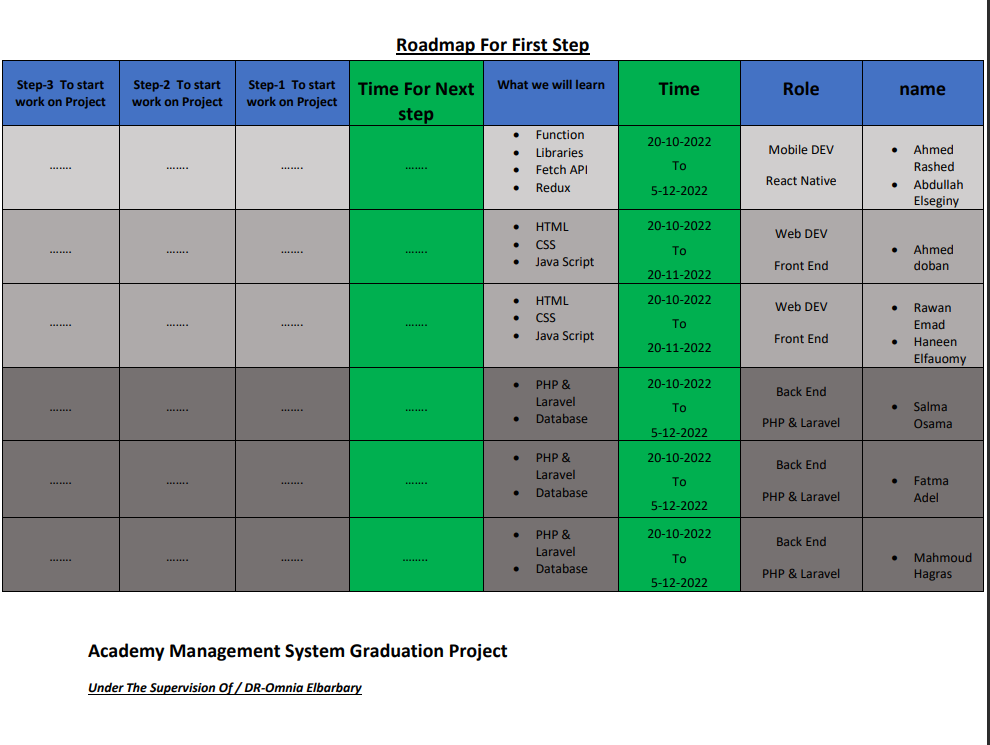 Roadmap For First Step
Step-3 To start work on Project
Step-2 To start work on Project
Step-1 To start work on Project
Time For Next step
What we will learn
Time
Role
name
.......
.......
.......
.......
• Function
• Libraries
• Fetch API
• Redux
20-10-2022
To
5-12-2022
Mobile DEV
React Native
• Ahmed Rashed
• Abdullah Elseginy
.......
.......
.......
.......
• HTML
• CSS
• Java Script
20-10-2022
To
20-11-2022
Web DEV
Front End
• Ahmed doban
.......
.......
.......
.......
• HTML
• CSS
• Java Script
20-10-2022
To
20-11-2022
Web DEV
Front End
• Rawan Emad
• Haneen Elfauomy
.......
.......
.......
.......
• PHP & Laravel
• Database
20-10-2022
To
5-12-2022
Back End
PHP & Laravel
• Salma Osama
.......
.......
.......
.......
• PHP & Laravel
• Database
20-10-2022
To
5-12-2022
Back End
PHP & Laravel
• Fatma Adel
.......
.......
.......
........
• PHP & Laravel
• Database
20-10-2022
To
5-12-2022
Back End
PHP & Laravel
• Mahmoud Hagras
Academy Management System Graduation Project
Under The Supervision Of / DR-Omnia Elbarbary